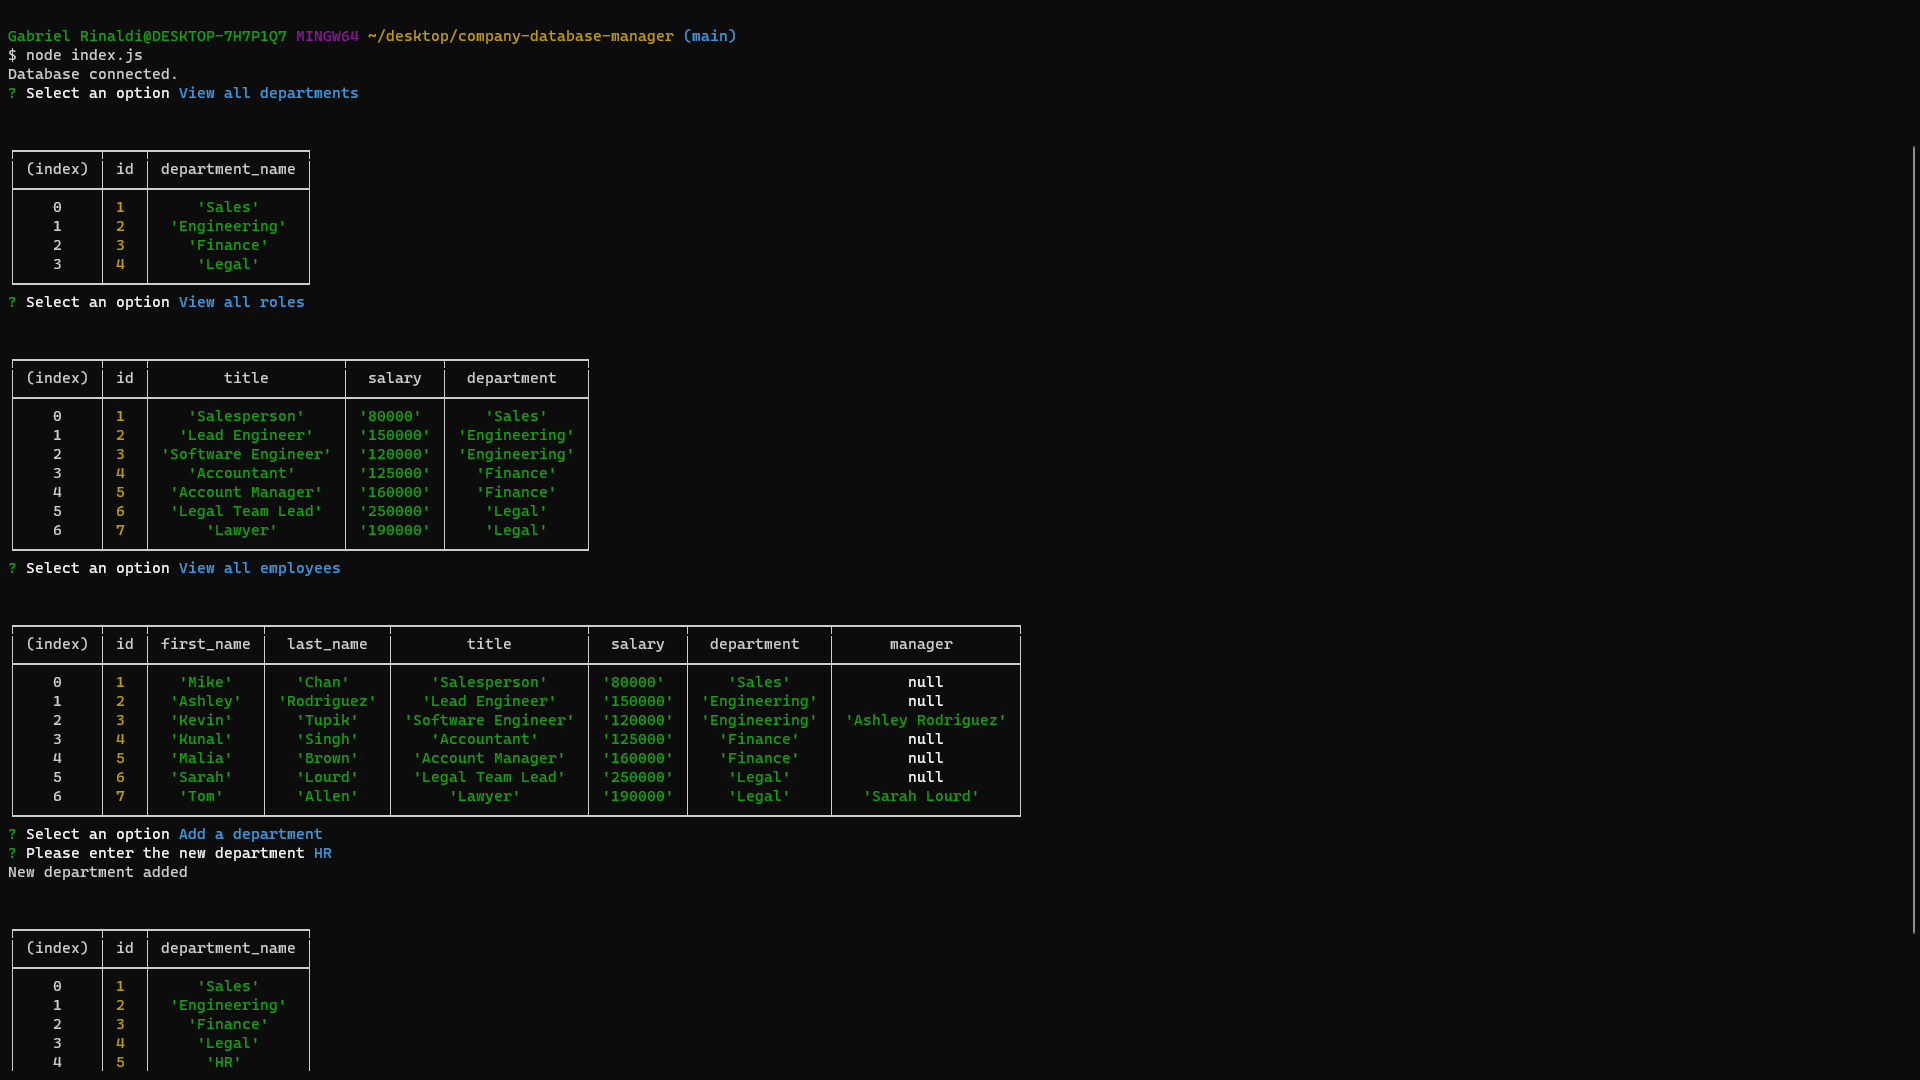 Gabriel Rinaldi@DESKTOP-7H7P1Q7 MINGW64 ~/desktop/company-database-manager (main)
$ node index.js
Database connected.
? Select an option View all departments
(index) id department_name
0 1 'Sales'
1 2 'Engineering'
2 3 'Finance'
3 4 'Legal'
? Select an option View all roles
(index) id title salary department
0 1 'Salesperson' '80000' 'Sales'
1 2 'Lead Engineer' '150000' 'Engineering'
2 3 'Software Engineer' '120000' 'Engineering'
3 4 'Accountant' '125000' 'Finance'
4 5 'Account Manager' '160000' 'Finance'
5 6 'Legal Team Lead' '250000' 'Legal'
6 7 'Lawyer' '190000' 'Legal'
? Select an option View all employees
(index) id first_name last_name title salary department manager
0 1 'Mike' 'Chan' 'Salesperson' '80000' 'Sales' null
1 2 'Ashley' 'Rodriguez' 'Lead Engineer' '150000' 'Engineering' null
2 3 'Kevin' 'Tupik' 'Software Engineer' '120000' 'Engineering' 'Ashley Rodriguez'
3 4 'Kunal' 'Singh' 'Accountant' '125000' 'Finance' null
4 5 'Malia' 'Brown' 'Account Manager' '160000' 'Finance' null
5 6 'Sarah' 'Lourd' 'Legal Team Lead' '250000' 'Legal' null
6 7 'Tom' 'Allen' 'Lawyer' '190000' 'Legal' 'Sarah Lourd'
? Select an option Add a department
? Please enter the new department HR
New department added
(index) id department_name
0 1 'Sales'
1 2 'Engineering'
2 3 'Finance'
3 4 'Legal'
4 5 'HR'